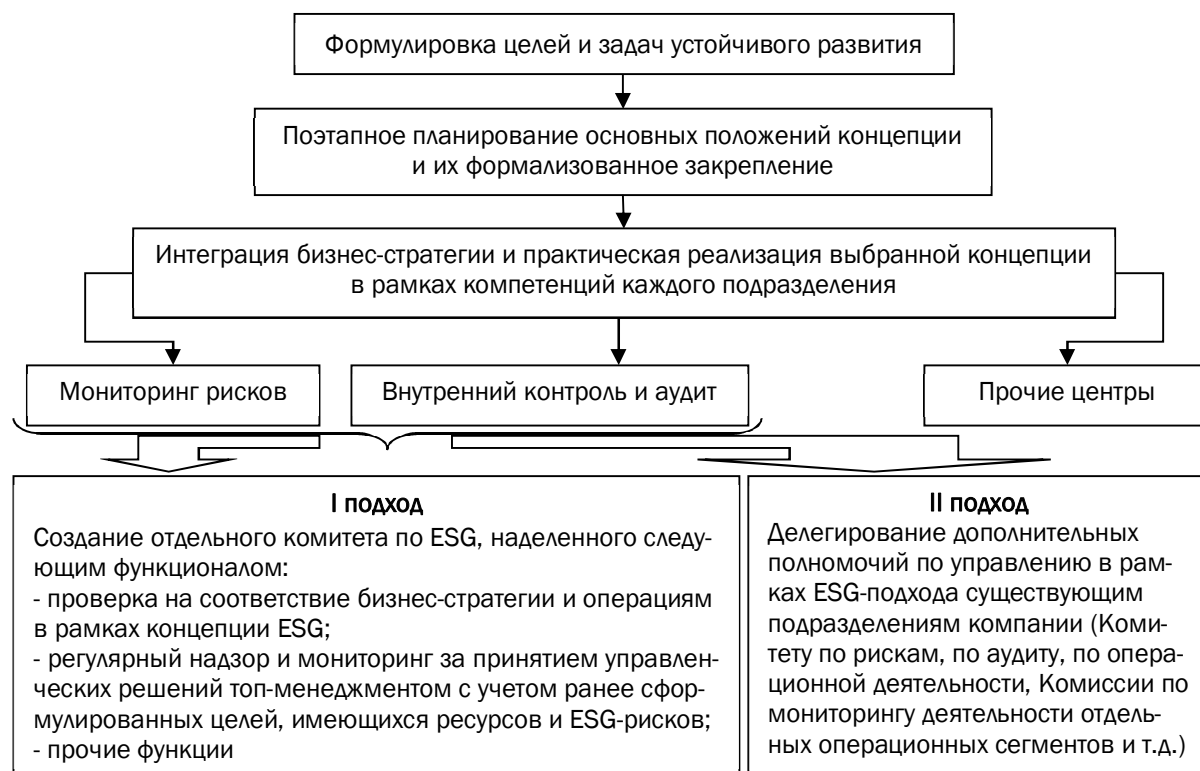 Формулировка целей и задач устойчивого развития
Поэтапное планирование основных положений концепции
и их формализованное закрепление
Интеграция бизнес-стратегии и практическая реализация выбранной концепции
в рамках компетенций каждого подразделения
Мониторинг рисков
Внутренний контроль и аудит
Прочие центры
I подход
Создание отдельного комитета по ESG, наделенного следу-
ющим функционалом:
- проверка на соответствие бизнес-стратегии и операциям
в рамках концепции ESG;
- регулярный надзор и мониторинг за принятием управлен-
ческих решений топ-менеджментом с учетом ранее сфор-
мулированных целей, имеющихся ресурсов и ESG-рисков;
- прочие функции
II подход
Делегирование дополнительных
полномочий по управлению в рам-
ках ESG-подхода существующим
подразделениям компании (Коми-
тету по рискам, по аудиту, по опера-
ционной деятельности, Комиссии по
мониторингу деятельности отдель-
ных операционных сегментов и т.д.)